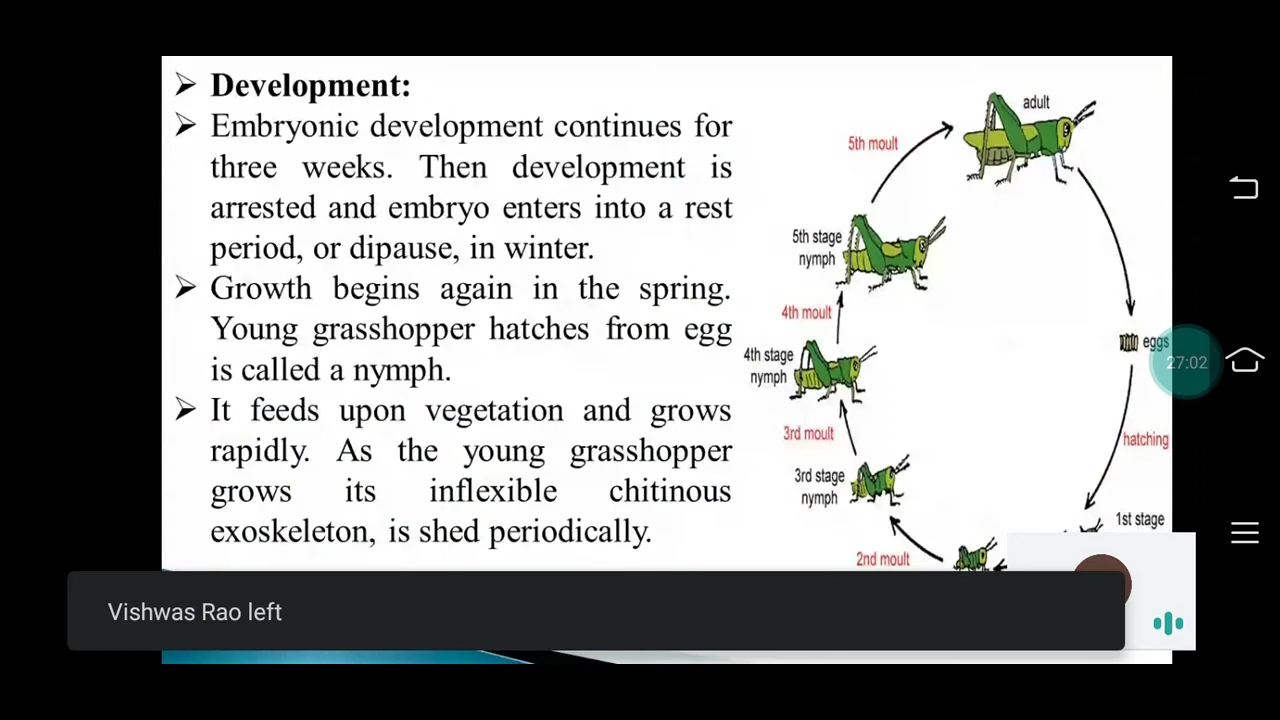 ➢ Development:
➢ Embryonic development continues for
three weeks. Then development is
arrested and embryo enters into a rest
period, or dipause, in winter.
➢ Growth begins again in the spring.
Young grasshopper hatches from egg
is called a nymph.
➢ It feeds upon vegetation and grows
rapidly. As the young grasshopper
grows its inflexible chitinous
exoskeleton, is shed periodically.
adult
5th moult
5th stage
nymph
4th moult
4th stage
nymph
3rd moult
3rd stage
nymph
2nd moult
eggs
hatching
1st stage
27:02
Vishwas Rao left